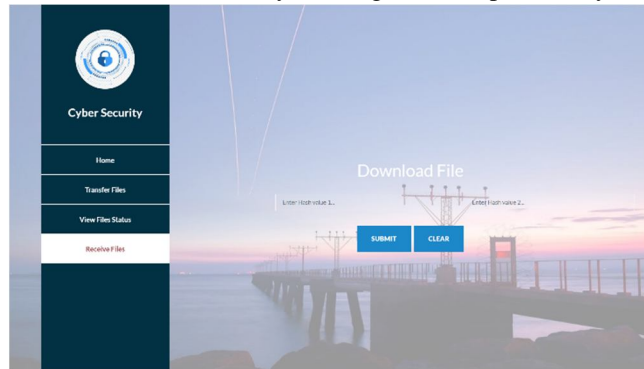 Cyber Security
Home
Transfer Files
View Files Status
Receive Files
Download File
Enter Hash value 1...
Enter Hash value 2...
SUBMIT
CLEAR